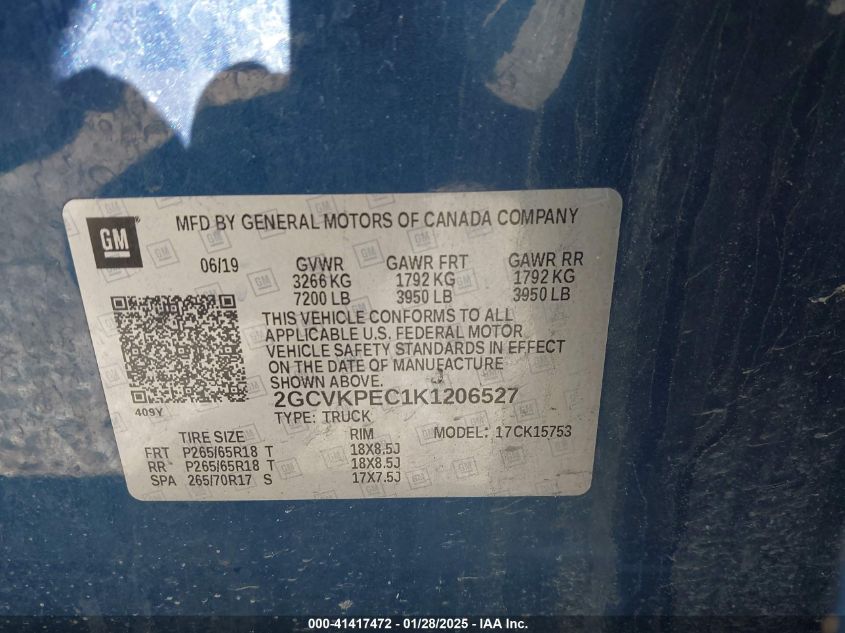 GM
MFD BY GENERAL MOTORS OF CANADA COMPANY
06/19 GVWR GAWR FRT GAWR RR
3266 KG 1792 KG 1792 KG
7200 LB 3950 LB 3950 LB
THIS VEHICLE CONFORMS TO ALL
APPLICABLE U.S. FEDERAL MOTOR
VEHICLE SAFETY STANDARDS IN EFFECT
ON THE DATE OF MANUFACTURE
SHOWN ABOVE.
409Y
2GCVKPEC1K1206527
TYPE: TRUCK
TIRE SIZE RIM MODEL: 17CK15753
FRT P265/65R18 T 18X8.5J
RR P265/65R18 T 18X8.5J
SPA 265/70R17 S 17X7.5J
000-41417472 - 01/28/2025 - IAA Inc.